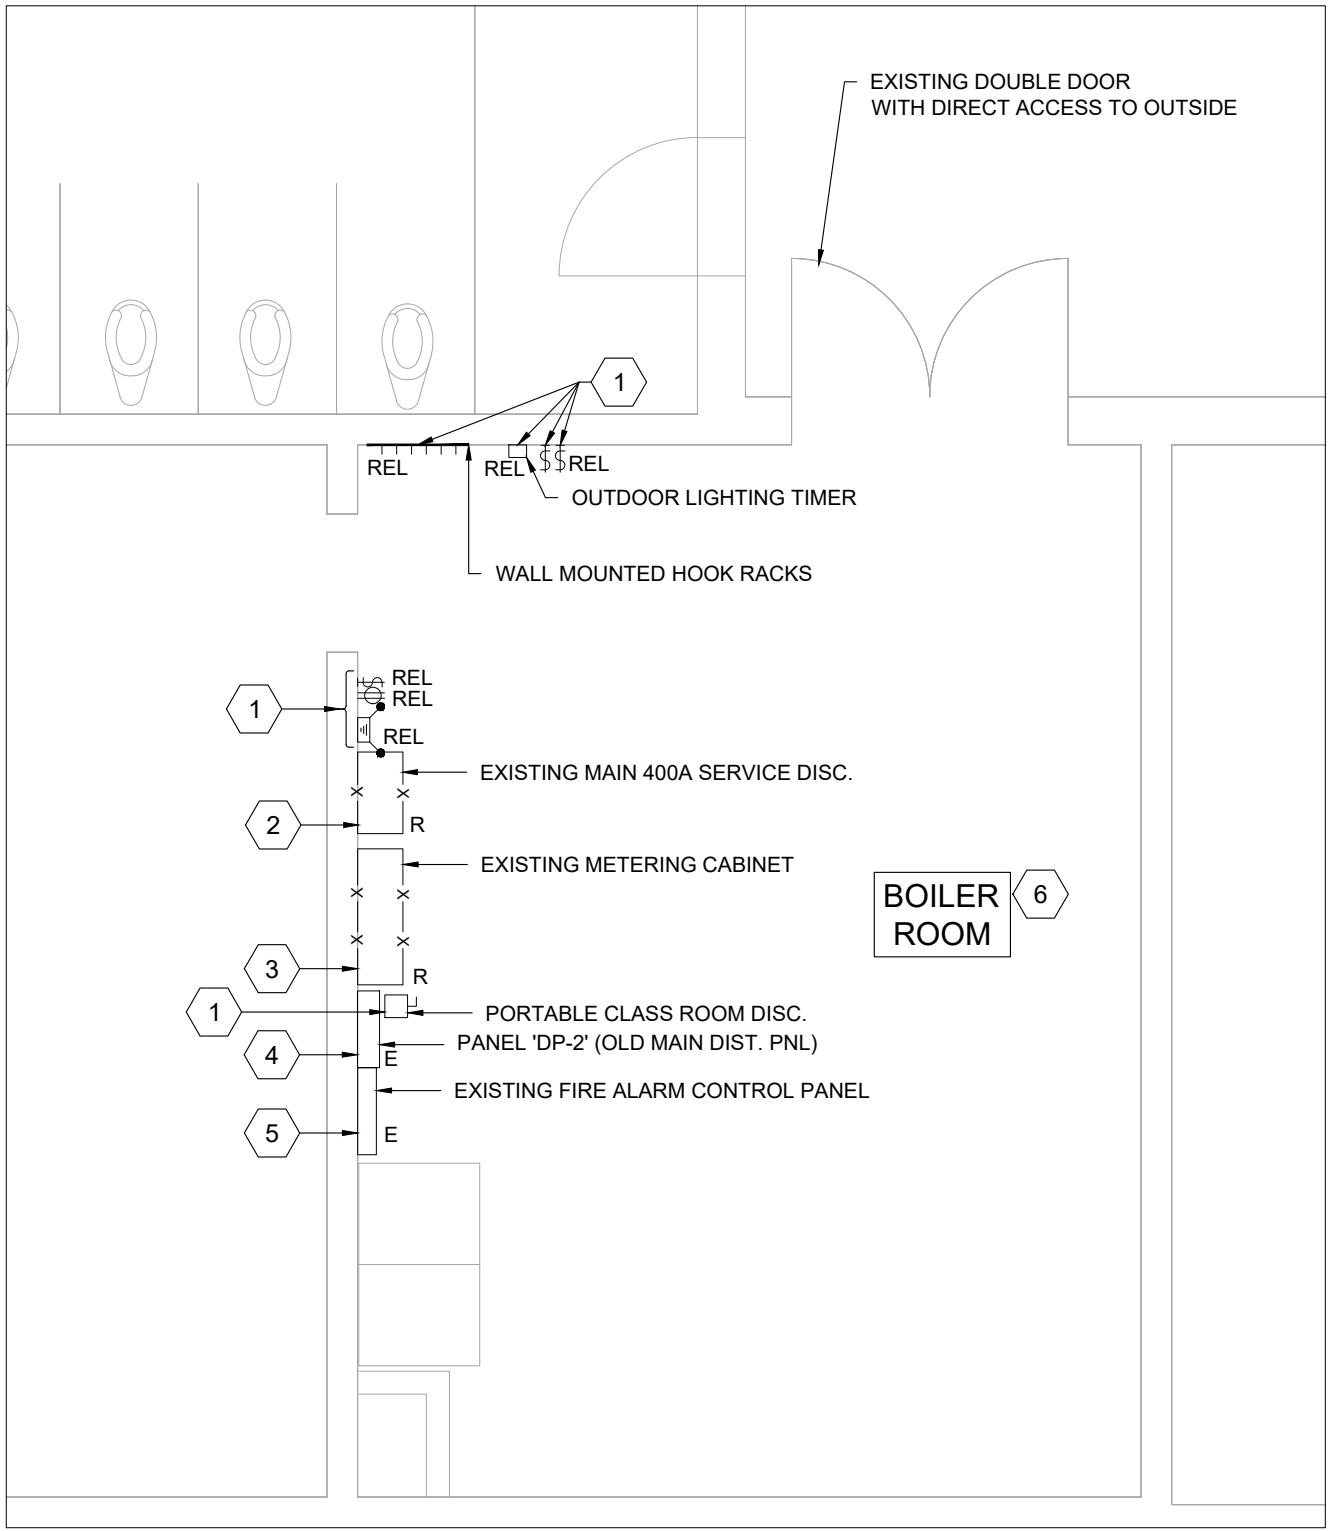 EXISTING DOUBLE DOOR
WITH DIRECT ACCESS TO OUTSIDE
1
REL
REL
REL
OUTDOOR LIGHTING TIMER
WALL MOUNTED HOOK RACKS
REL
REL
1
REL
EXISTING MAIN 400A SERVICE DISC.
2
R
EXISTING METERING CABINET
BOILER
ROOM
6
3
R
1
PORTABLE CLASS ROOM DISC.
PANEL 'DP-2' (OLD MAIN DIST. PNL)
4
E
EXISTING FIRE ALARM CONTROL PANEL
5
E